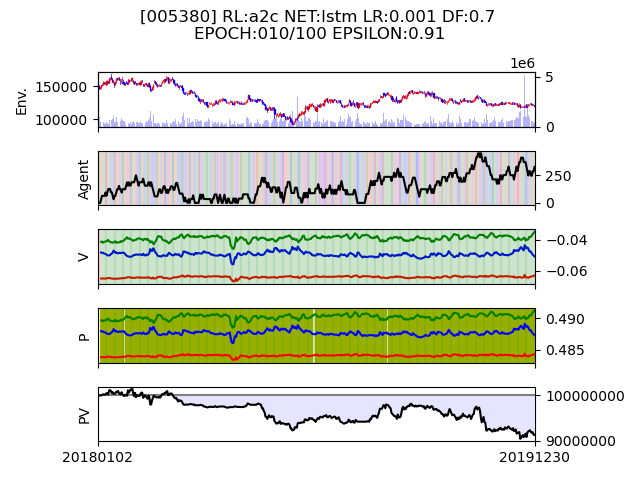 [005380] RL:a2c NET:lstm LR:0.001 DF:0.7
EPOCH:010/100 EPSILON:0.91
1e6
Env.
150000
100000
5
0
Agent
250
0
V
−0.04
−0.06
P
0.490
0.485
PV
100000000
90000000
20180102
20191230